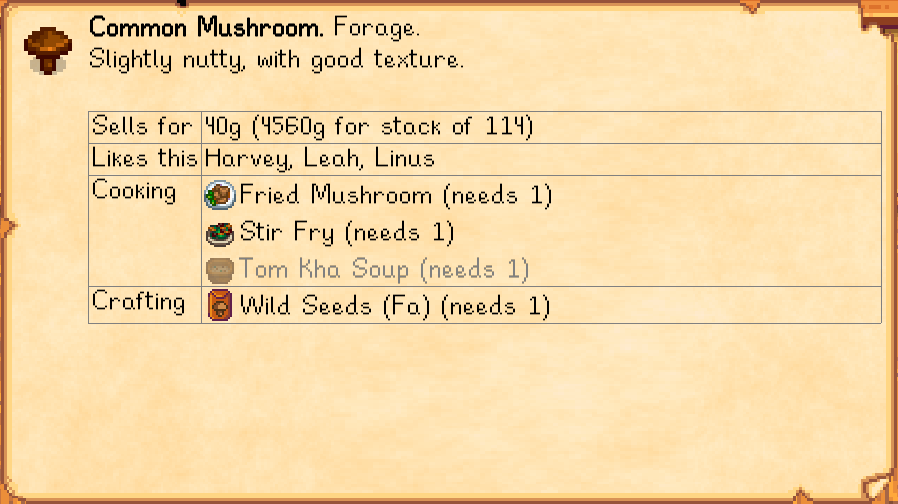 Common Mushroom. Forage.
Slightly nutty, with good texture.
Sells for 40g (4560g for stack of 114)
Likes this Harvey, Leah, Linus
Cooking Fried Mushroom (needs 1)
Stir Fry (needs 1)
Tom Kha Soup (needs 1)
Crafting Wild Seeds (Fa) (needs 1)